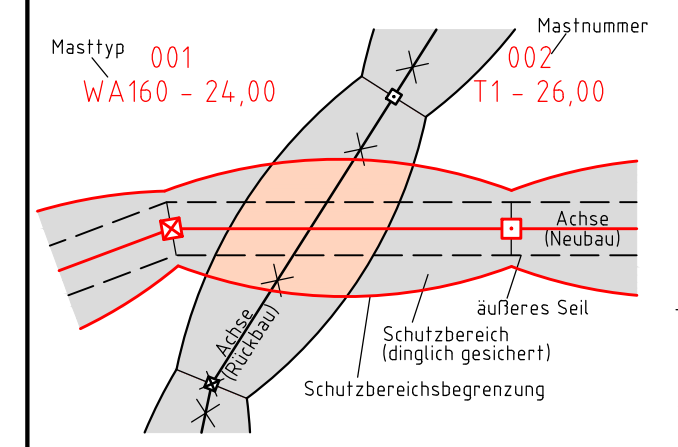 Mastnummer
Masttyp
001
002
WA160 - 24,00
T1 - 26,00
Achse
(Neubau)
äußeres Seil
Achse
(Rückbau)
Schutzbereich
(dinglich gesichert)
Schutzbereichsbegrenzung